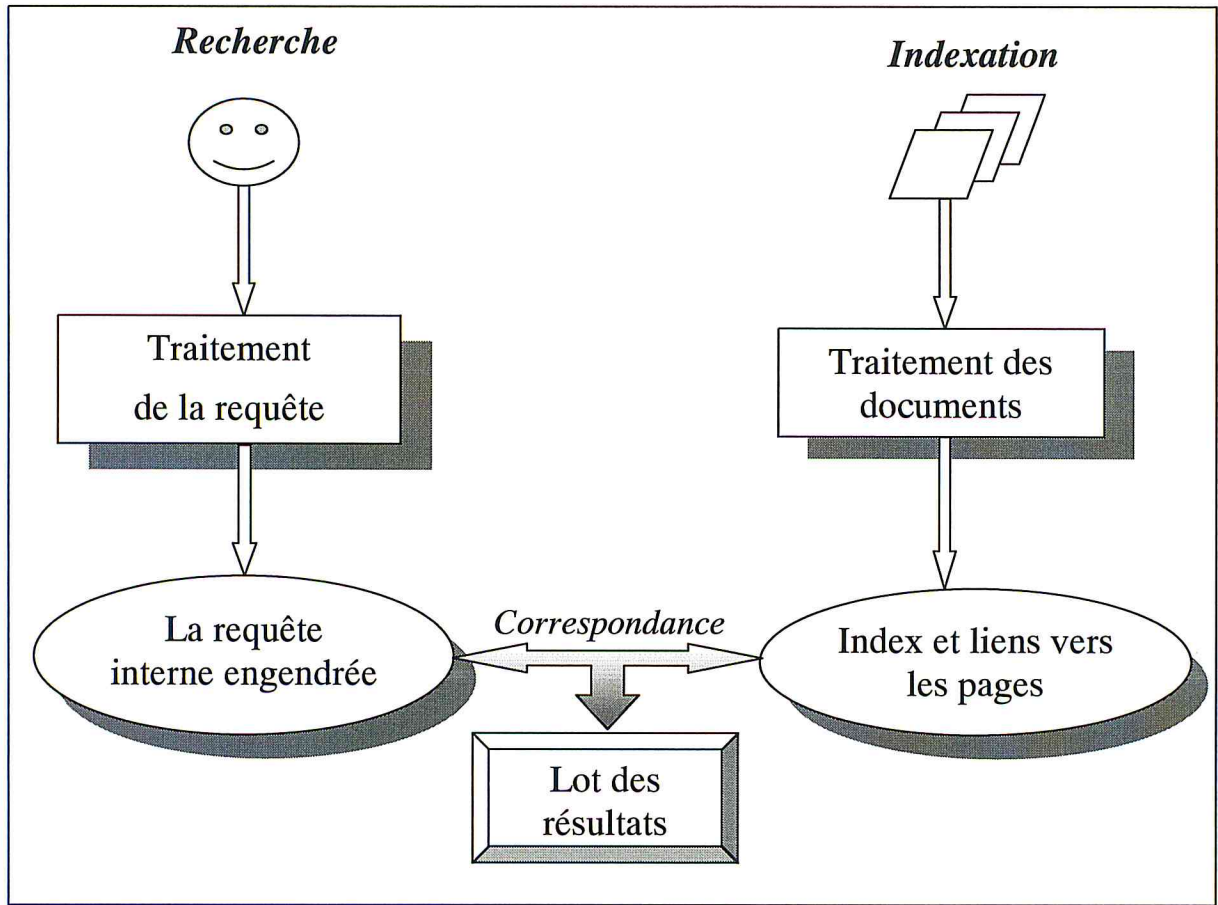 Recherche
Indexation
Traitement
de la requête
Traitement des
documents
La requête
interne engendrée
Correspondance
Index et liens vers
les pages
Lot des
résultats